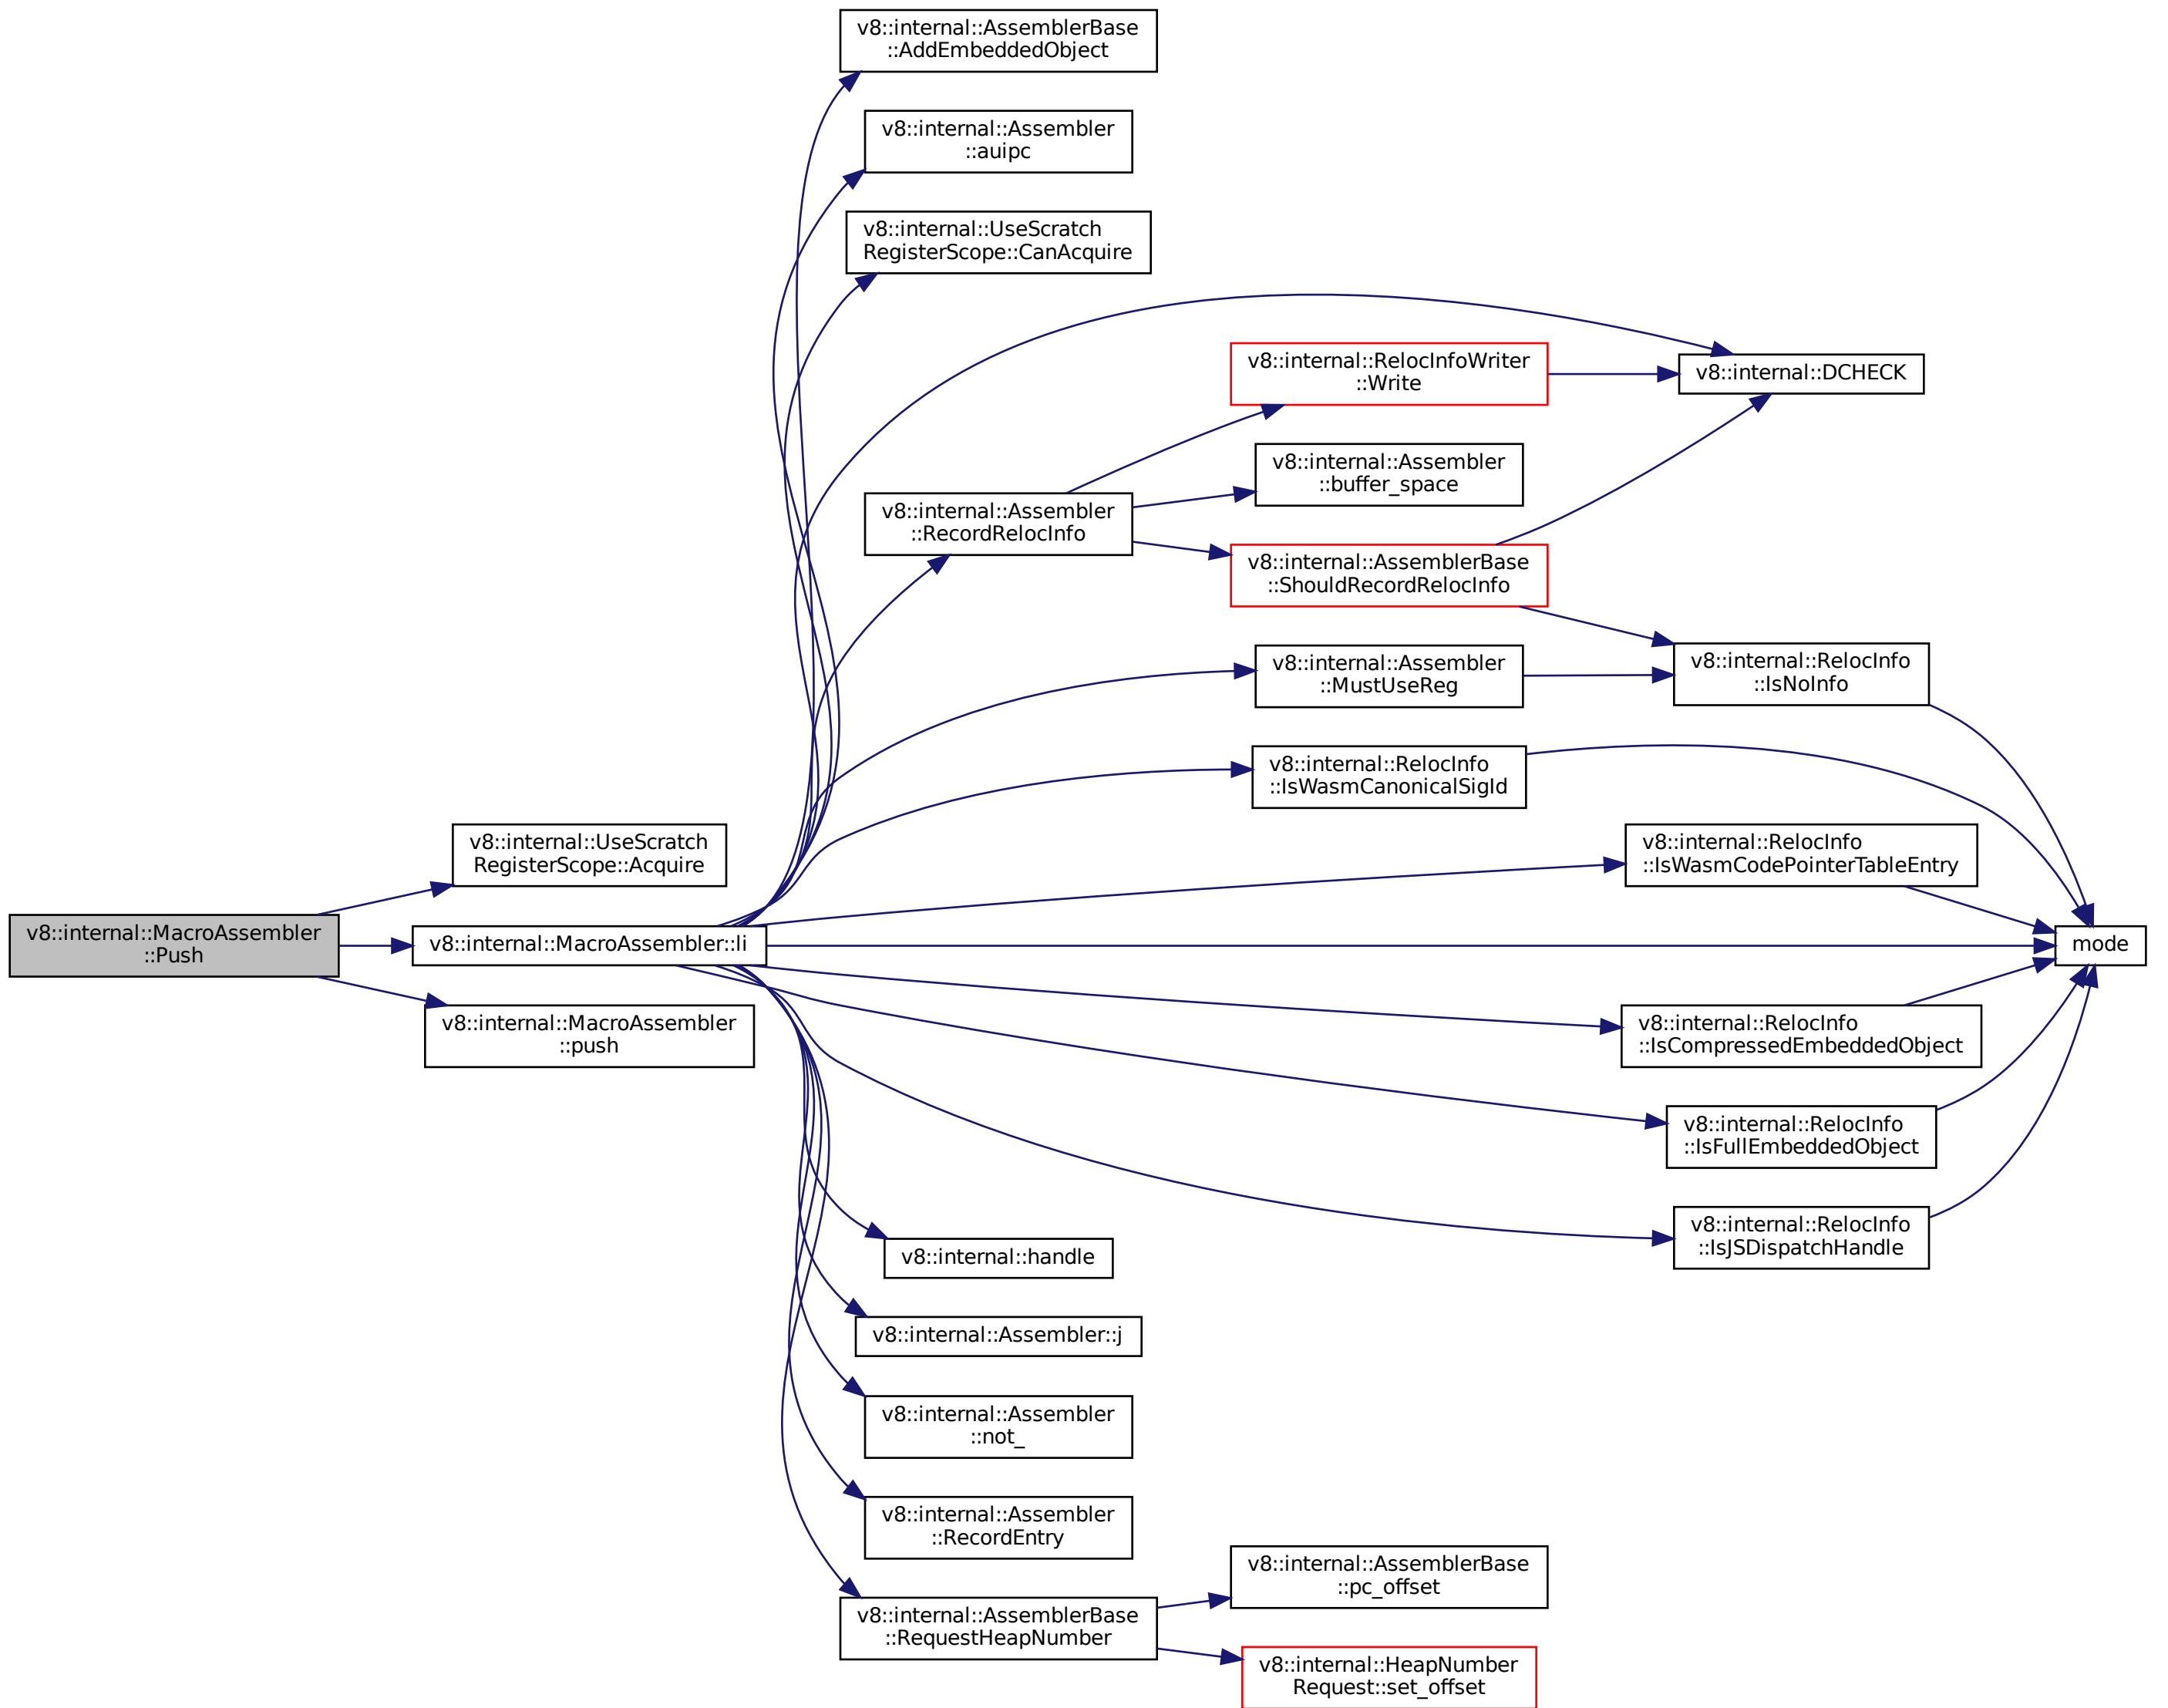 v8::internal::AssemblerBase
::AddEmbeddedObject
v8::internal::Assembler
::auipc
v8::internal::UseScratch
RegisterScope::CanAcquire
v8::internal::RelocInfoWriter
::Write
v8::internal::DCHECK
v8::internal::Assembler
::buffer_space
v8::internal::Assembler
::RecordRelocInfo
v8::internal::AssemblerBase
::ShouldRecordRelocInfo
v8::internal::Assembler
::MustUseReg
v8::internal::RelocInfo
::IsNoInfo
v8::internal::RelocInfo
::IsWasmCanonicalSigId
v8::internal::UseScratch
RegisterScope::Acquire
v8::internal::RelocInfo
::IsWasmCodePointerTableEntry
v8::internal::MacroAssembler
::Push
v8::internal::MacroAssembler::li
mode
v8::internal::MacroAssembler
::push
v8::internal::RelocInfo
::IsCompressedEmbeddedObject
v8::internal::RelocInfo
::IsFullEmbeddedObject
v8::internal::RelocInfo
::IsJSDispatchHandle
v8::internal::handle
v8::internal::Assembler::j
v8::internal::Assembler
::not_
v8::internal::Assembler
::RecordEntry
v8::internal::AssemblerBase
::pc_offset
v8::internal::AssemblerBase
::RequestHeapNumber
v8::internal::HeapNumber
Request::set_offset